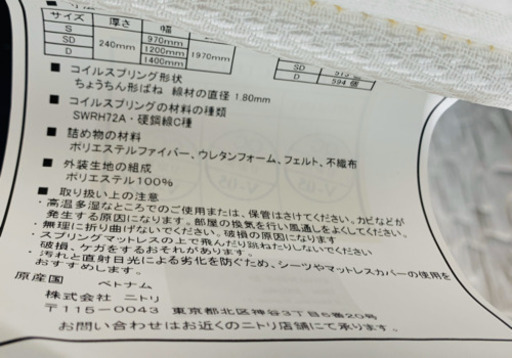 サイズ 厚さ 幅
S 970mm
SD 240mm 1200mm 1970mm
D 1400mm
SD 513 個
D 594 個
■ コイルスプリング形状
ちょうちん形ばね 線材の直径 1.80mm
■ コイルスプリングの材料の種類
SWRH72A・硬鋼線C種
■ 詰め物の材料
ポリエステルファイバー、ウレタンフォーム、フェルト、不織布
■ 外装生地の組成
ポリエステル100%
■ 取り扱い上の注意
・高温多湿なところでのご使用または、保管はさけてください。カビなどが
発生する原因になります。部屋の換気を行い風通しをよくしてください。
・無理に折り曲げないでください。破損の原因になります
・スプリングマットレスの上で飛んだり跳ねたりしないでください
破損、ケガをするおそれがあります。
・汚れと直射日光による劣化を防ぐため、シーツやマットレスカバーの使用を
おすすめします。
原産国 ベトナム
株式会社 ニトリ
〒115-0043 東京都北区神谷3丁目6番20号
お問い合わせはお近くのニトリ店舗にて承ります。